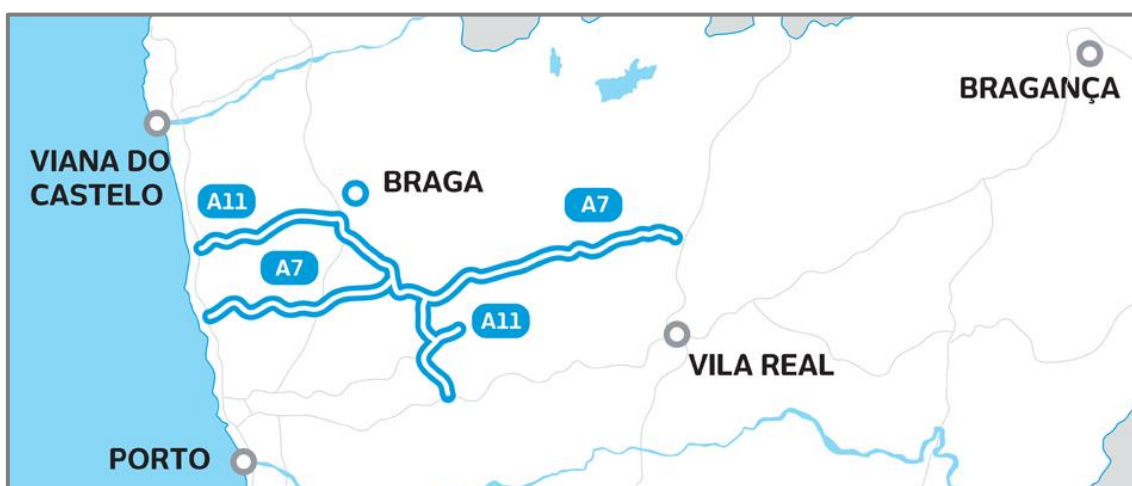 BRAGANÇA
VIANA DO
CASTELO
BRAGA
A11
A7
A7
A11
VILA REAL
PORTO